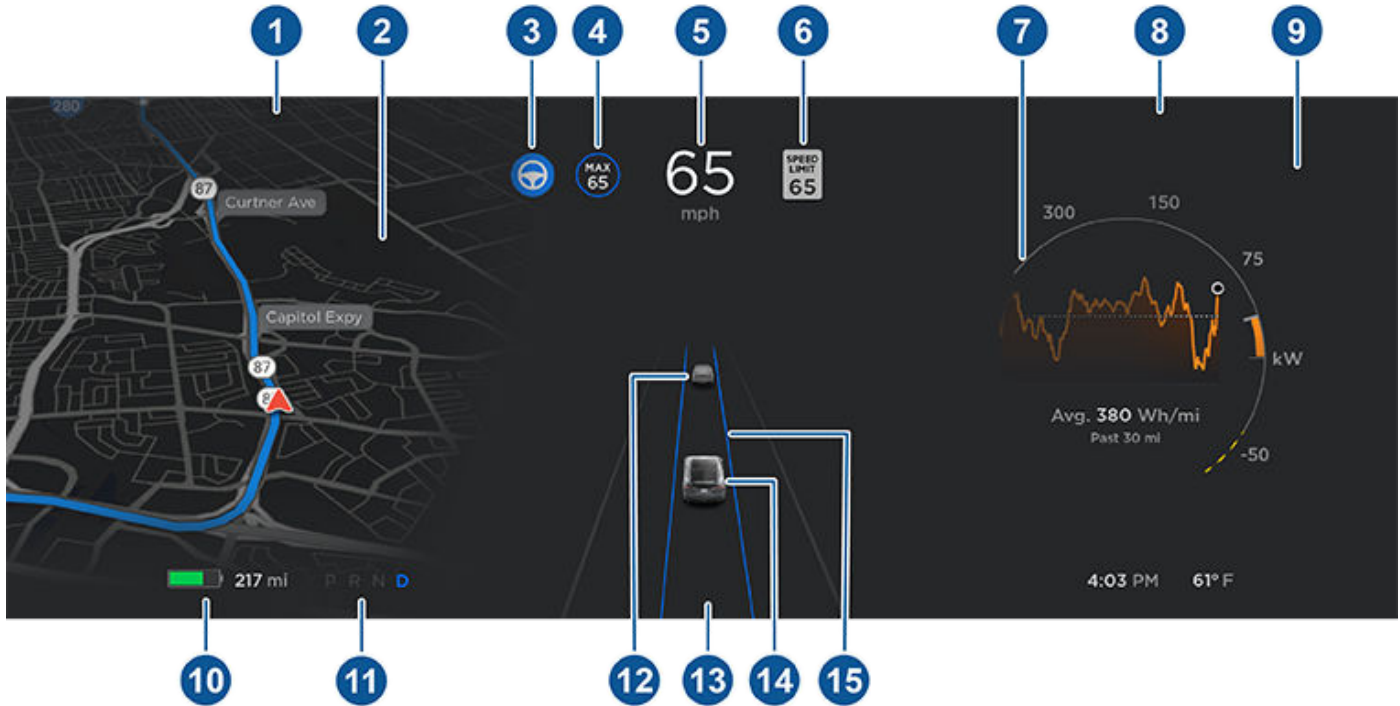 1 2 3 4 5 6 7 8 9
280
87
Curtner Ave
Capitol Expy
87
8
MAX
65
65
mph
SPEED
LIMIT
65
300 150
75
kW
-50
Avg. 380 Wh/mi
Past 30 mi
217 mi P R N D
4:03 PM 61° F
10 11 12 13 14 15